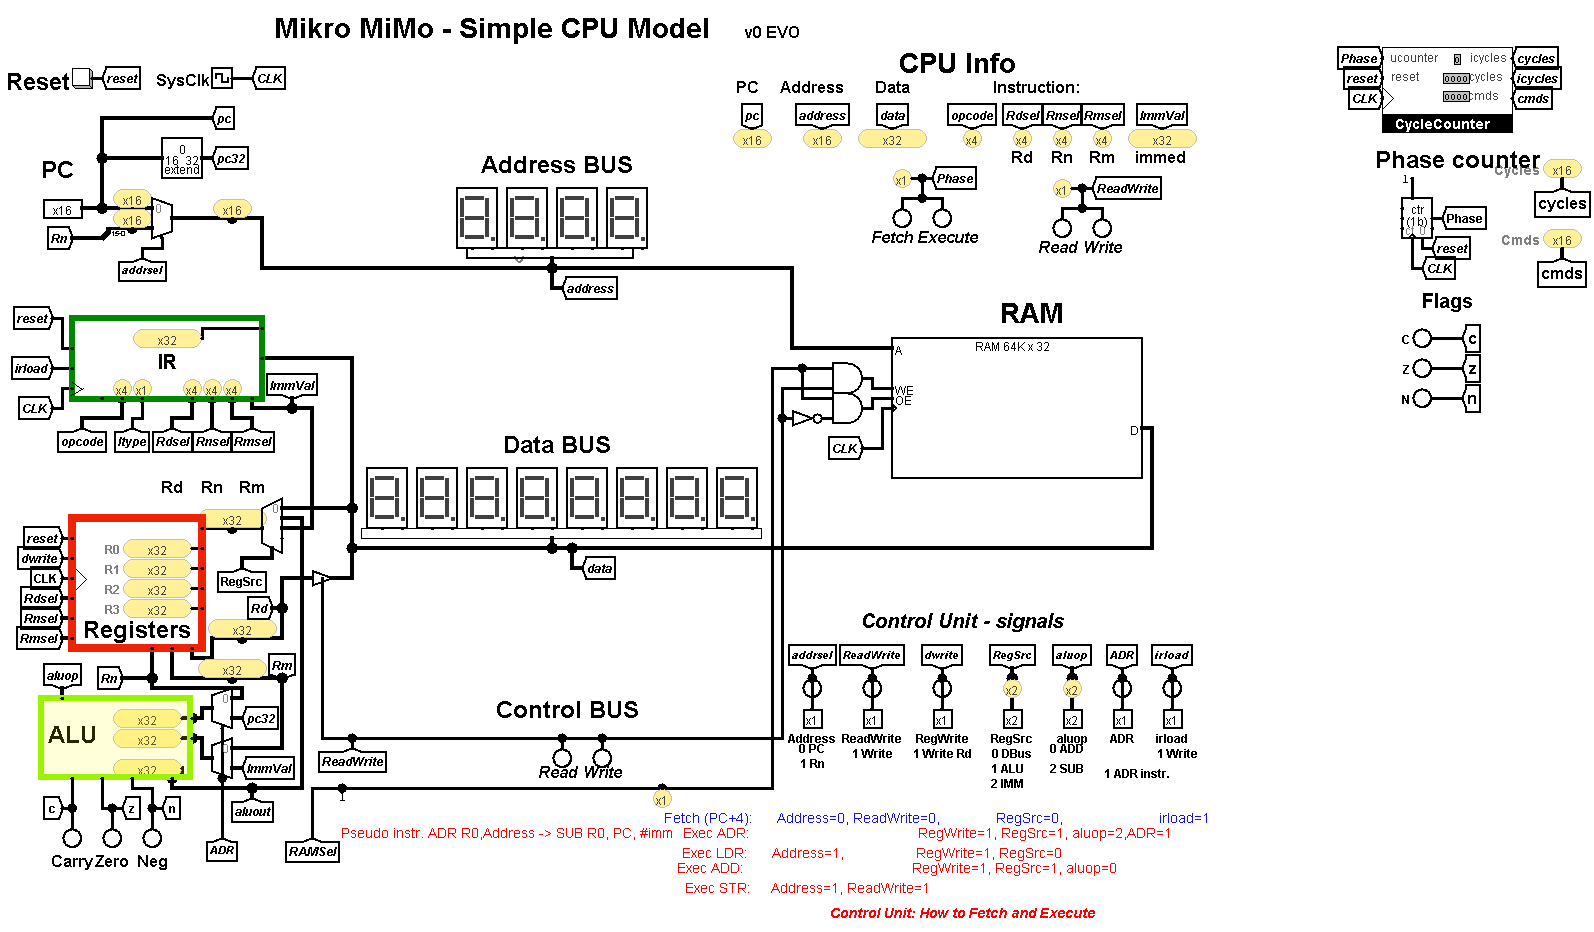 Mikro MiMo - Simple CPU Model v0 EVO
Reset reset SysClk CLK
CPU Info
PC Address Data Instruction:
pc address data opcode Rdsel Rnsel Rmsel ImmVal
x16 x16 x32 x4 x4 x4 x4 x32
Rd Rn Rm immed
x1 Phase x1 ReadWrite
Fetch Execute Read Write
Phase ucounter 0 icycles cycles
reset reset 0000 cycles icycles
CLK 0000 cmds cmds
CycleCounter
Phase counter
Cycles x16
cycles
1
ctr
(1b)
Phase
reset
CLK
Cmds x16
cmds
Flags
C c
Z z
N n
pc
PC
0
16 32
extend
pc32
x16 x16 0 x16
x16
Rn 15-0
addrsel
Address BUS
address
RAM
RAM 64K x 32
A
WE
OE
D
CLK
reset
irload
CLK
x32
IR
x4 x1 x4 x4 x4
ImmVal
opcode Itype Rdsel Rnsel Rmsel
Data BUS
data
Rd Rn Rm
x32 0
RegSrc
reset
dwrite
CLK
Rdsel
Rnsel
Rmsel
R0 x32
R1 x32
R2 x32
R3 x32
Registers
Rd
x32
x32 Rm
Rn
aluop
ALU
x32
x32
x32
0
pc32
0
ImmVal
aluout
c z n
Carry Zero Neg
ADR
Control BUS
ReadWrite
Read Write
1
x1
RAMSel
Control Unit - signals
addrsel ReadWrite dwrite RegSrc aluop ADR irload
x2 x2
x1 x1 x1 x2 x2 x1 x1
Address ReadWrite RegWrite RegSrc aluop ADR irload
0 PC 1 Write 1 Write Rd 0 DBus 0 ADD 1 Write
1 Rn 1 ALU 2 SUB 1 ADR instr.
2 IMM
Fetch (PC+4): Address=0, ReadWrite=0, RegSrc=0, irload=1
Pseudo instr. ADR R0,Address -> SUB R0, PC, #imm Exec ADR: RegWrite=1, RegSrc=1, aluop=2,ADR=1
Exec LDR: Address=1, RegWrite=1, RegSrc=0
Exec ADD: RegWrite=1, RegSrc=1, aluop=0
Exec STR: Address=1, ReadWrite=1
Control Unit: How to Fetch and Execute